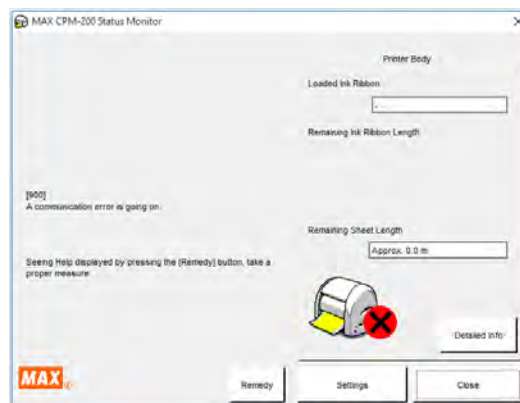 MAX CPM-200 Status Monitor
Printer Body
Loaded Ink Ribbon
-
Remaining Ink Ribbon Length
[900]
A communication error is going on.
Remaining Sheet Length
Approx. 0.0 m
Seeing Help displayed by pressing the [Remedy] button, take a
proper measure.
Detailed Info
MAX
Remedy
Settings
Close